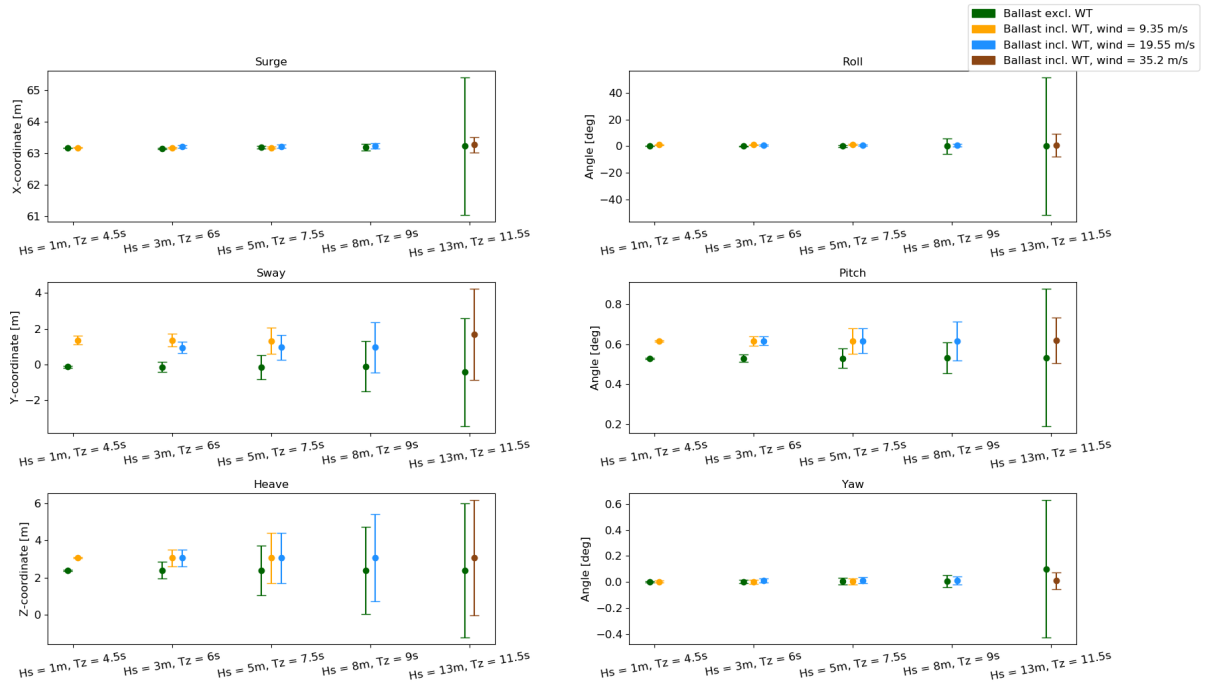 Ballast excl. WT
Ballast incl. WT, wind = 9.35 m/s
Ballast incl. WT, wind = 19.55 m/s
Ballast incl. WT, wind = 35.2 m/s
Surge
X-coordinate [m]
65
64
63
62
61
Hs = 1m, Tz = 4.5s
Hs = 3m, Tz = 6s
Hs = 5m, Tz = 7.5s
Hs = 8m, Tz = 9s
Hs = 13m, Tz = 11.5s
Roll
Angle [deg]
40
20
0
−20
−40
Hs = 1m, Tz = 4.5s
Hs = 3m, Tz = 6s
Hs = 5m, Tz = 7.5s
Hs = 8m, Tz = 9s
Hs = 13m, Tz = 11.5s
Sway
Y-coordinate [m]
4
2
0
−2
Hs = 1m, Tz = 4.5s
Hs = 3m, Tz = 6s
Hs = 5m, Tz = 7.5s
Hs = 8m, Tz = 9s
Hs = 13m, Tz = 11.5s
Pitch
Angle [deg]
0.8
0.6
0.4
0.2
Hs = 1m, Tz = 4.5s
Hs = 3m, Tz = 6s
Hs = 5m, Tz = 7.5s
Hs = 8m, Tz = 9s
Hs = 13m, Tz = 11.5s
Heave
Z-coordinate [m]
6
4
2
0
Hs = 1m, Tz = 4.5s
Hs = 3m, Tz = 6s
Hs = 5m, Tz = 7.5s
Hs = 8m, Tz = 9s
Hs = 13m, Tz = 11.5s
Yaw
Angle [deg]
0.6
0.4
0.2
0.0
−0.2
−0.4
Hs = 1m, Tz = 4.5s
Hs = 3m, Tz = 6s
Hs = 5m, Tz = 7.5s
Hs = 8m, Tz = 9s
Hs = 13m, Tz = 11.5s